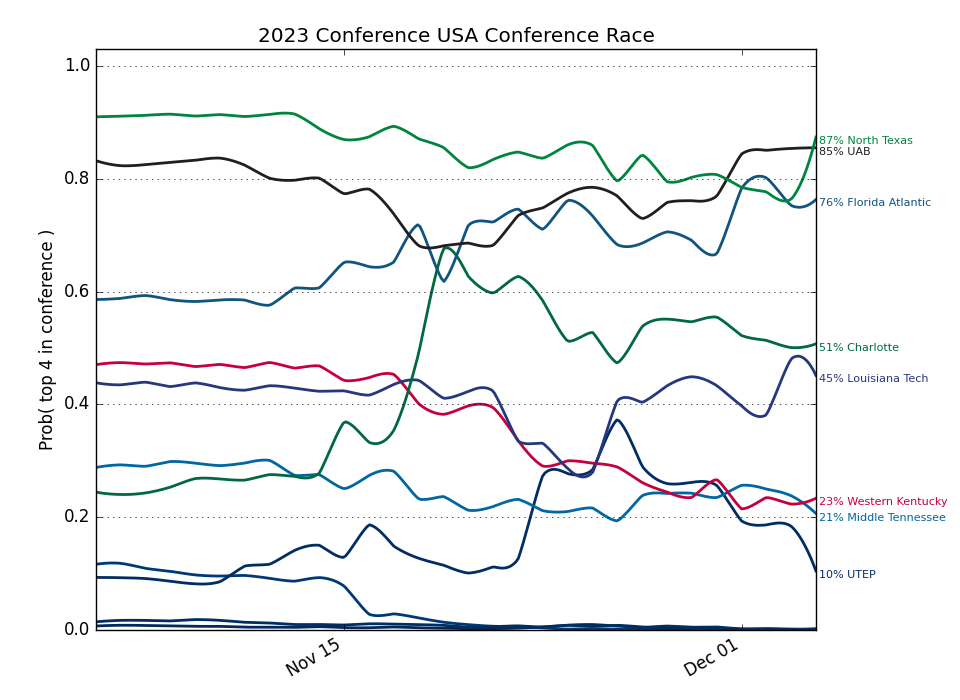 2023 Conference USA Conference Race
Prob( top 4 in conference )
1.0
0.8
0.6
0.4
0.2
0.0
Nov 15
Dec 01
87% North Texas
85% UAB
76% Florida Atlantic
51% Charlotte
45% Louisiana Tech
23% Western Kentucky
21% Middle Tennessee
10% UTEP